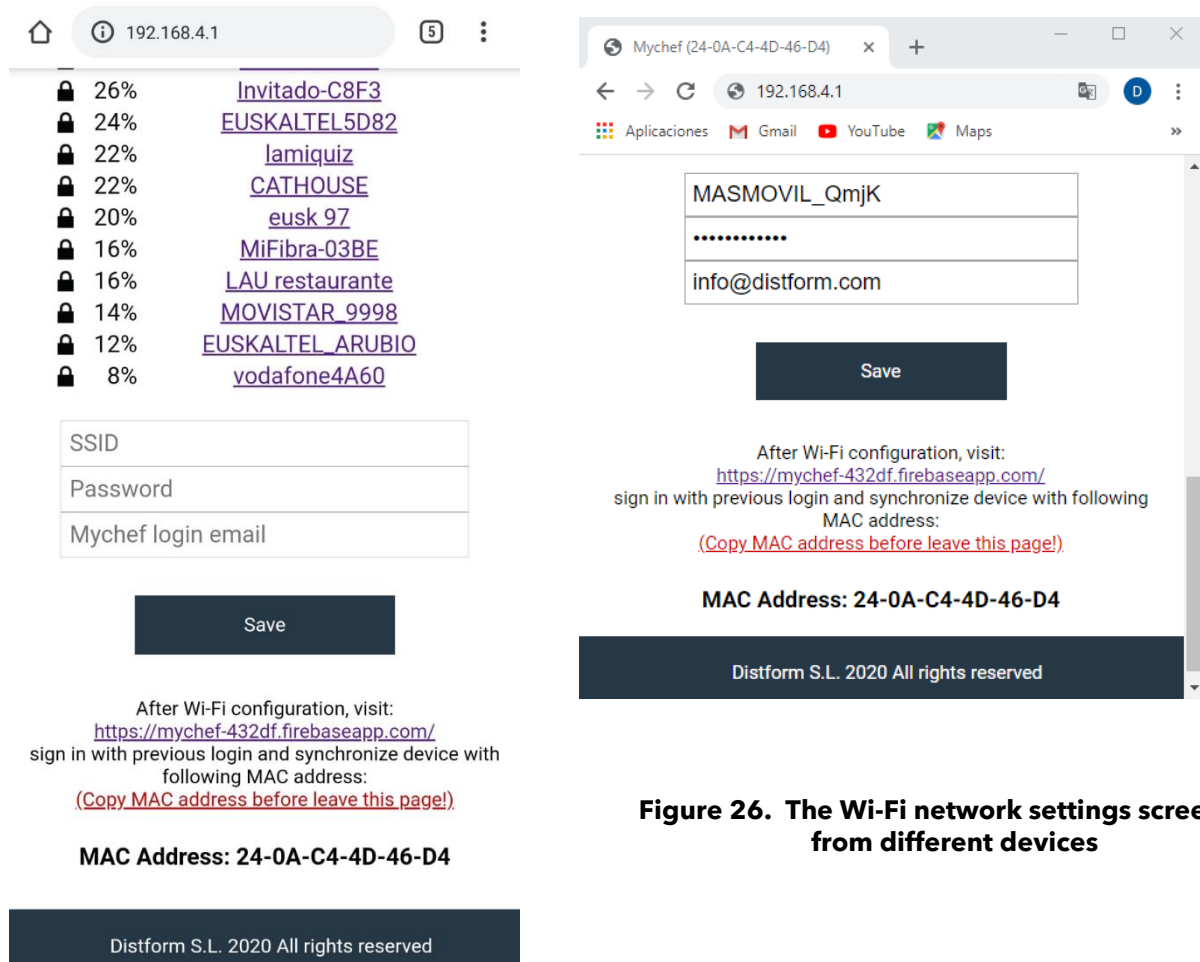 192.168.4.1
5
26% Invitado-C8F3
24% EUSKALTEL5D82
22% lamiquiz
22% CATHOUSE
20% eusk 97
16% MiFibra-03BE
16% LAU restaurante
14% MOVISTAR_9998
12% EUSKALTEL_ARUBIO
8% vodafone4A60
SSID
Password
Mychef login email
Save
After Wi-Fi configuration, visit:
https://mychef-432df.firebaseapp.com/
sign in with previous login and synchronize device with
following MAC address:
(Copy MAC address before leave this page!)
MAC Address: 24-0A-C4-4D-46-D4
Distform S.L. 2020 All rights reserved
Mychef (24-0A-C4-4D-46-D4)
192.168.4.1
D
Aplicaciones Gmail YouTube Maps
MASMOVIL_QmjK
••••••••••••
info@distform.com
Save
After Wi-Fi configuration, visit:
https://mychef-432df.firebaseapp.com/
sign in with previous login and synchronize device with following
MAC address:
(Copy MAC address before leave this page!)
MAC Address: 24-0A-C4-4D-46-D4
Distform S.L. 2020 All rights reserved
Figure 26. The Wi-Fi network settings scree
from different devices